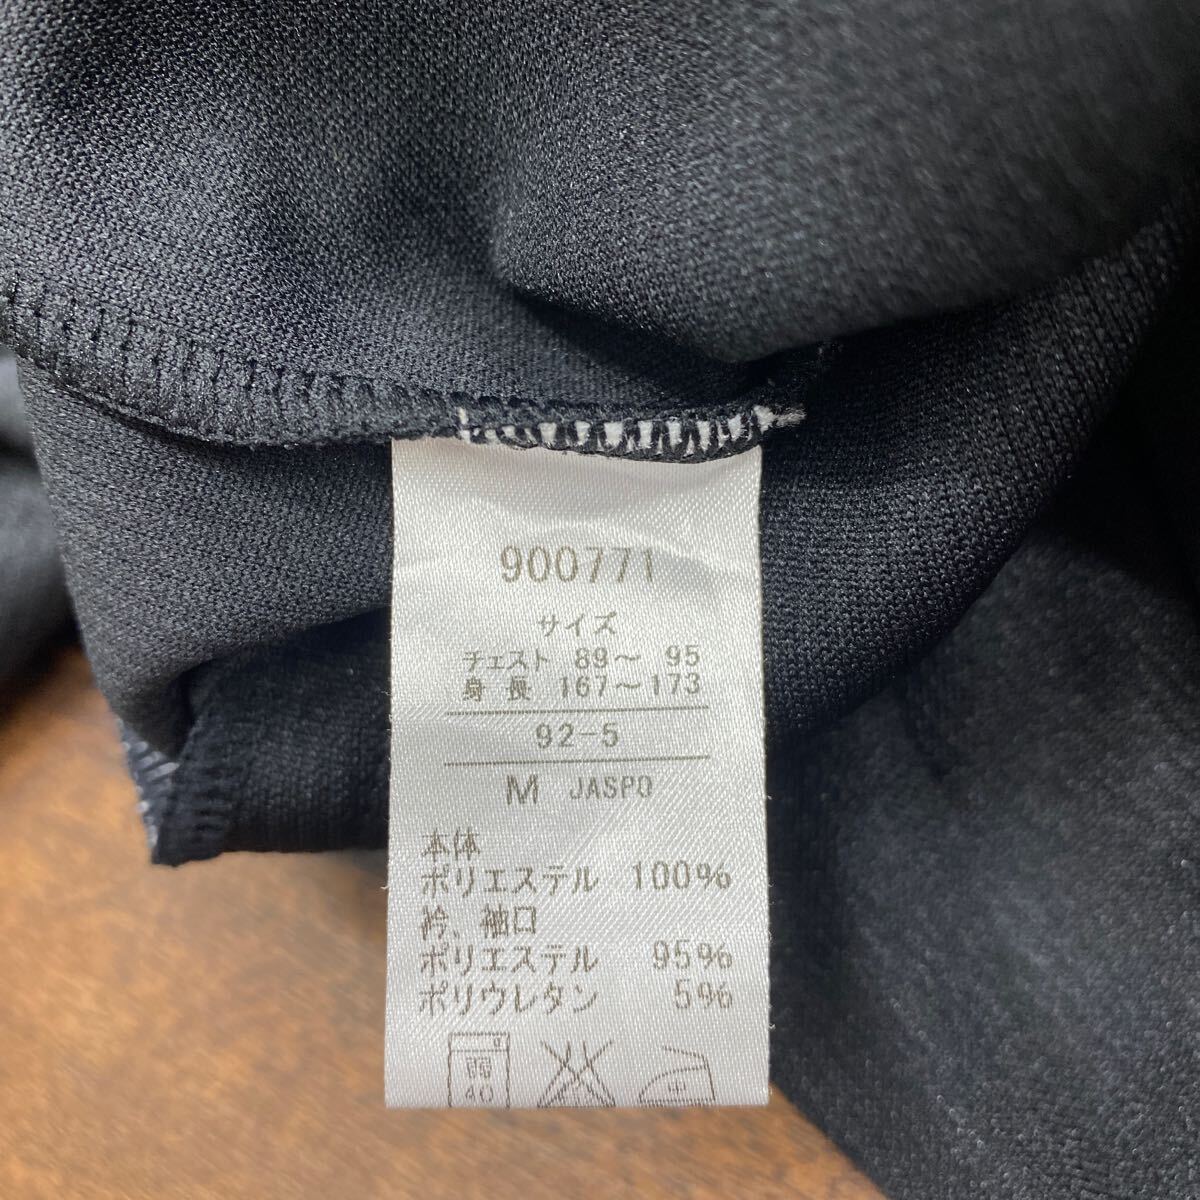 900771
サイズ
チェスト 89～ 95
身長 167～173
92-5
M JASPO
本体
ポリエステル 100%
衿、袖口
ポリエステル 95%
ポリウレタン 5%
弱
40
中